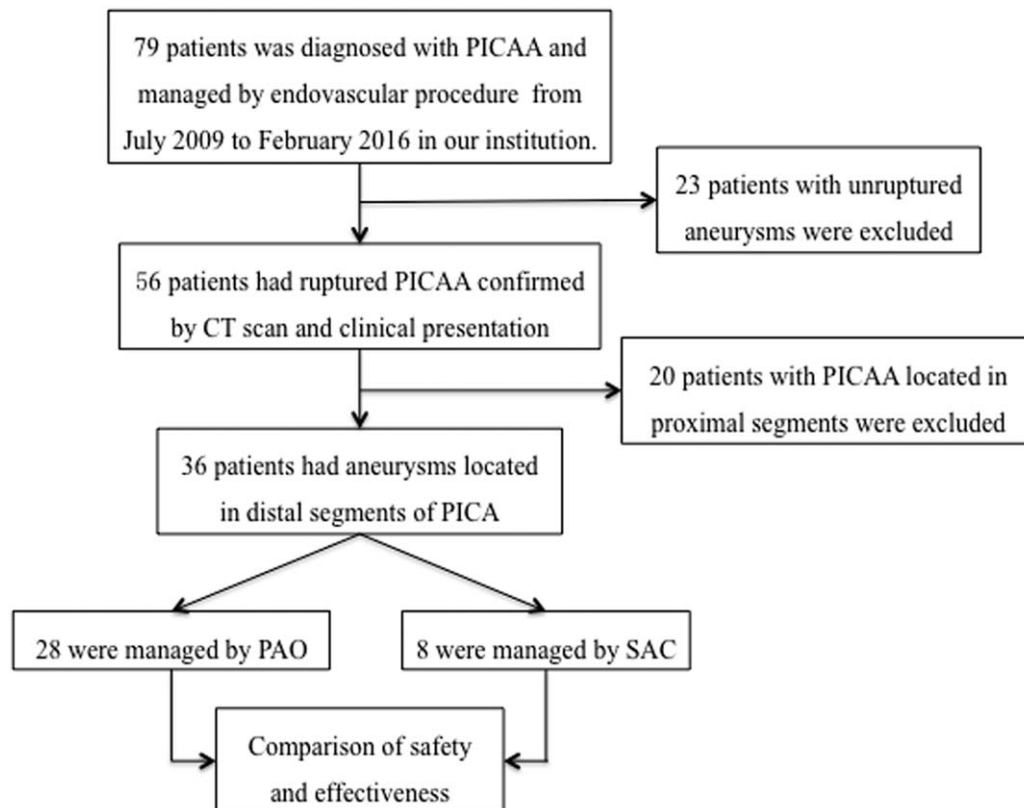 79 patients was diagnosed with PICAA and
managed by endovascular procedure from
July 2009 to February 2016 in our institution.
23 patients with unruptured
aneurysms were excluded
56 patients had ruptured PICAA confirmed
by CT scan and clinical presentation
20 patients with PICAA located in
proximal segments were excluded
36 patients had aneurysms located
in distal segments of PICA
28 were managed by PAO
8 were managed by SAC
Comparison of safety
and effectiveness